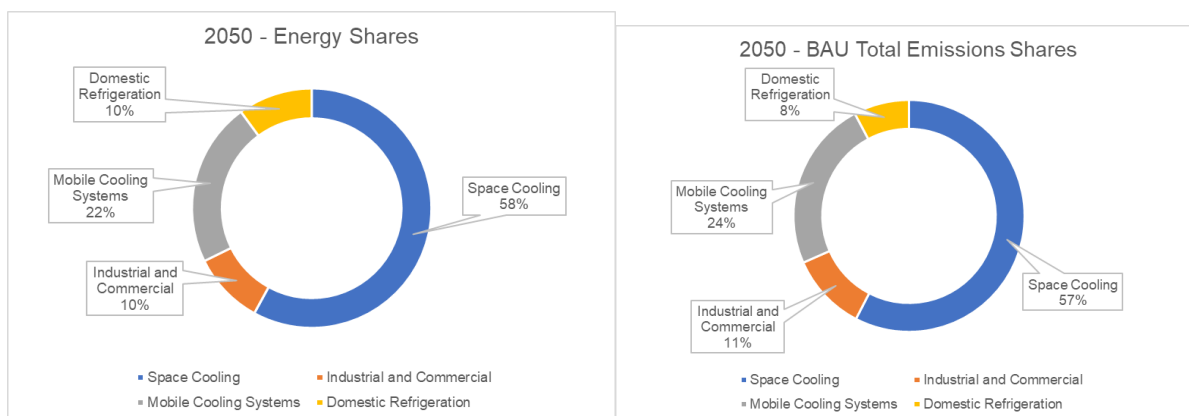 2050 - Energy Shares
Domestic
Refrigeration
10%
Mobile Cooling
Systems
22%
Space Cooling
58%
Industrial and
Commercial
10%
Space Cooling
Industrial and Commercial
Mobile Cooling Systems
Domestic Refrigeration
2050 - BAU Total Emissions Shares
Domestic
Refrigeration
8%
Mobile Cooling
Systems
24%
Space Cooling
57%
Industrial and
Commercial
11%
Space Cooling
Industrial and Commercial
Mobile Cooling Systems
Domestic Refrigeration